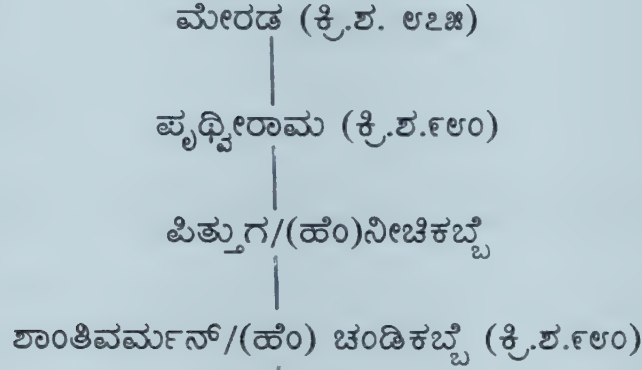 ಮೇರಡ (ಕ್ರಿ.ಶ. ೮೭೫)
ಪೃಥ್ವೀರಾಮ (ಕ್ರಿ.ಶ.೯೮೦)
ಪಿತ್ತುಗ/(ಹೆಂ)ನೀಚಿಕಬ್ಬೆ
ಶಾಂತಿವರ್ಮನ್/(ಹೆಂ) ಚಂಡಿಕಬ್ಬೆ (ಕ್ರಿ.ಶ.೯೮೦)